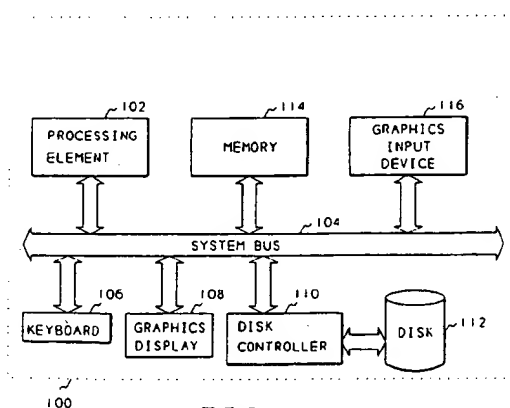 102
PROCESSING
ELEMENT
114
MEMORY
116
GRAPHICS
INPUT
DEVICE
104
SYSTEM BUS
106
KEYBOARD
108
GRAPHICS
DISPLAY
110
DISK
CONTROLLER
DISK
112
100